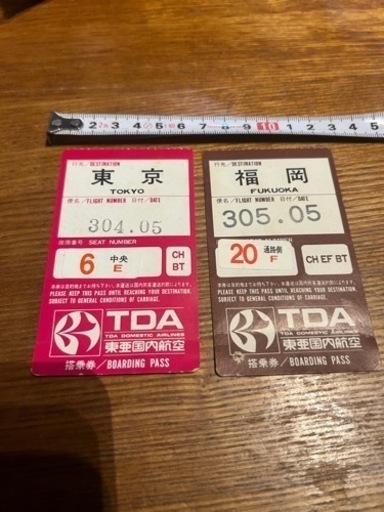 2 3 4 5 6 7 8 9 10 1 2 3 4 5
行先/DESTINATION
東京
TOKYO
便名/FLIGHT NUMBER 日付/DATE
304.05
座席番号 SEAT NUMBER
6 中央 E
CH BT
PLEASE KEEP THIS PASS UNTIL REACHING YOUR DESTINATION.
SUBJECT TO GENERAL CONDITIONS OF CARRIAGE.
TDA
TDA DOMESTIC AIRLINES
東亜国内航空
搭乗券/BOARDING PASS
行先/DESTINATION
福岡
FUKUOKA
便名/FLIGHT NUMBER 日付/DATE
305.05
20 通路側 F
CH EF BT
PLEASE KEEP THIS PASS UNTIL REACHING YOUR DESTINATION.
SUBJECT TO GENERAL CONDITIONS OF CARRIAGE.
TDA
TDA DOMESTIC AIRLINES
東亜国内航空
搭乗券/BOARDING PASS